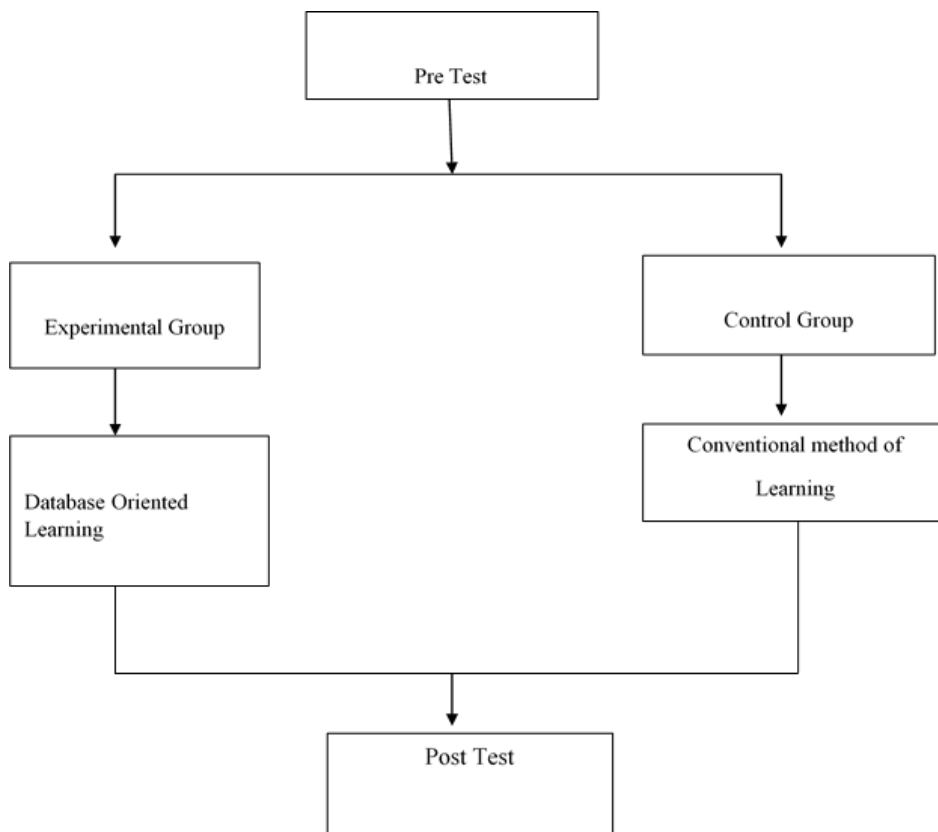 Pre Test
Experimental Group
Control Group
Database Oriented
Learning
Conventional method of
Learning
Post Test